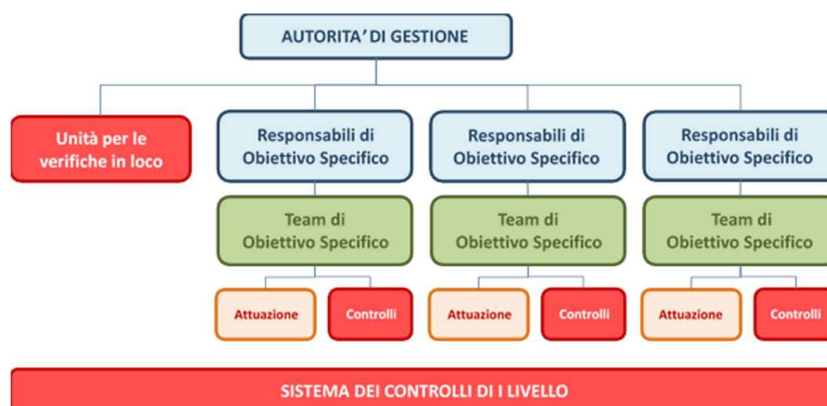 AUTORITA’ DI GESTIONE
Unità per le
verifiche in loco
Responsabili di
Obiettivo Specifico
Responsabili di
Obiettivo Specifico
Responsabili di
Obiettivo Specifico
Team di
Obiettivo Specifico
Team di
Obiettivo Specifico
Team di
Obiettivo Specifico
Attuazione
Controlli
Attuazione
Controlli
Attuazione
Controlli
SISTEMA DEI CONTROLLI DI I LIVELLO